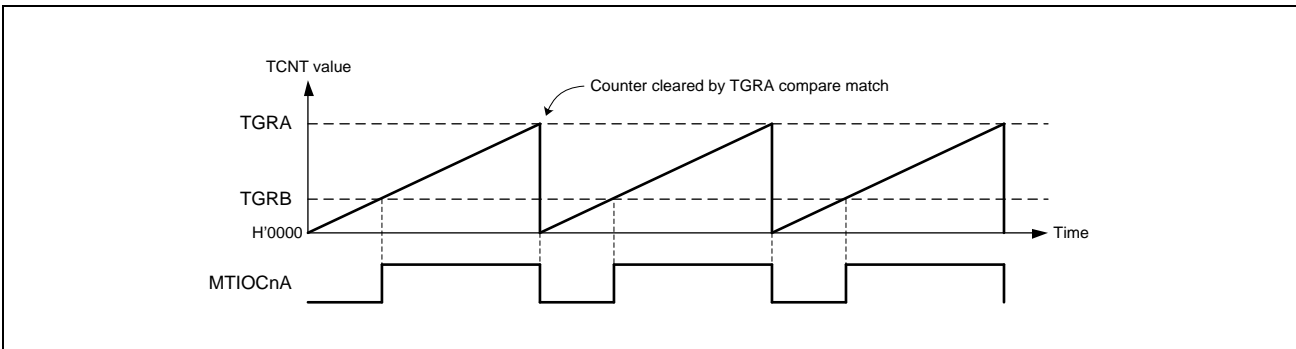 TCNT value
Counter cleared by TGRA compare match
TGRA
TGRB
H'0000
Time
MTIOCnA